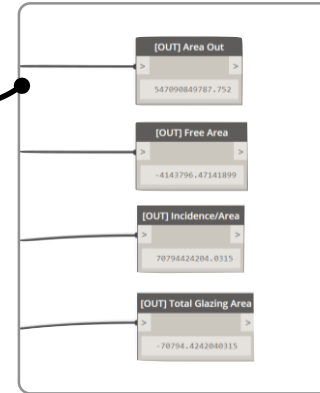 [OUT] Area Out
> >
547090849787.752
[OUT] Free Area
> >
-4143796.47141899
[OUT] Incidence/Area
> >
70794424204.0315
[OUT] Total Glazing Area
> >
-70794.4242040315